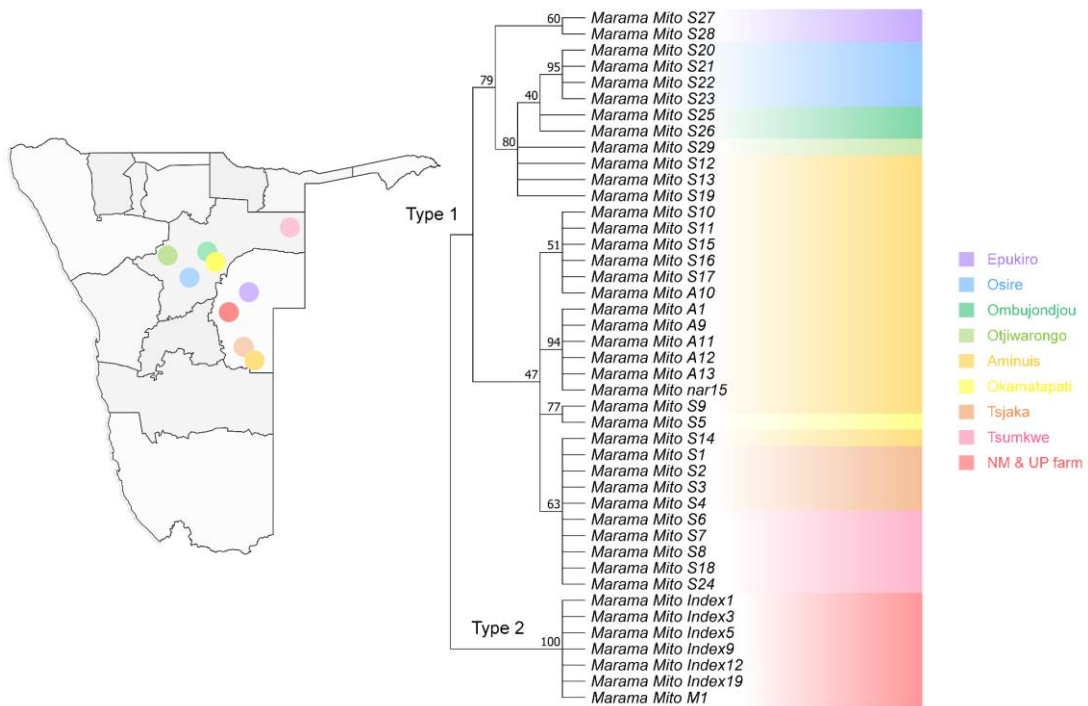 Type 1
Type 2
60
79
95
40
80
51
94
47
77
63
100
Marama Mito S27
Marama Mito S28
Marama Mito S20
Marama Mito S21
Marama Mito S22
Marama Mito S23
Marama Mito S25
Marama Mito S26
Marama Mito S29
Marama Mito S12
Marama Mito S13
Marama Mito S19
Marama Mito S10
Marama Mito S11
Marama Mito S15
Marama Mito S16
Marama Mito S17
Marama Mito A10
Marama Mito A1
Marama Mito A9
Marama Mito A11
Marama Mito A12
Marama Mito A13
Marama Mito nar15
Marama Mito S9
Marama Mito S5
Marama Mito S14
Marama Mito S1
Marama Mito S2
Marama Mito S3
Marama Mito S4
Marama Mito S6
Marama Mito S7
Marama Mito S8
Marama Mito S18
Marama Mito S24
Marama Mito Index1
Marama Mito Index3
Marama Mito Index5
Marama Mito Index9
Marama Mito Index12
Marama Mito Index19
Marama Mito M1
Epukiro
Osire
Ombujondjou
Otjiwarongo
Aminuis
Okamatapati
Tsjaka
Tsumkwe
NM & UP farm